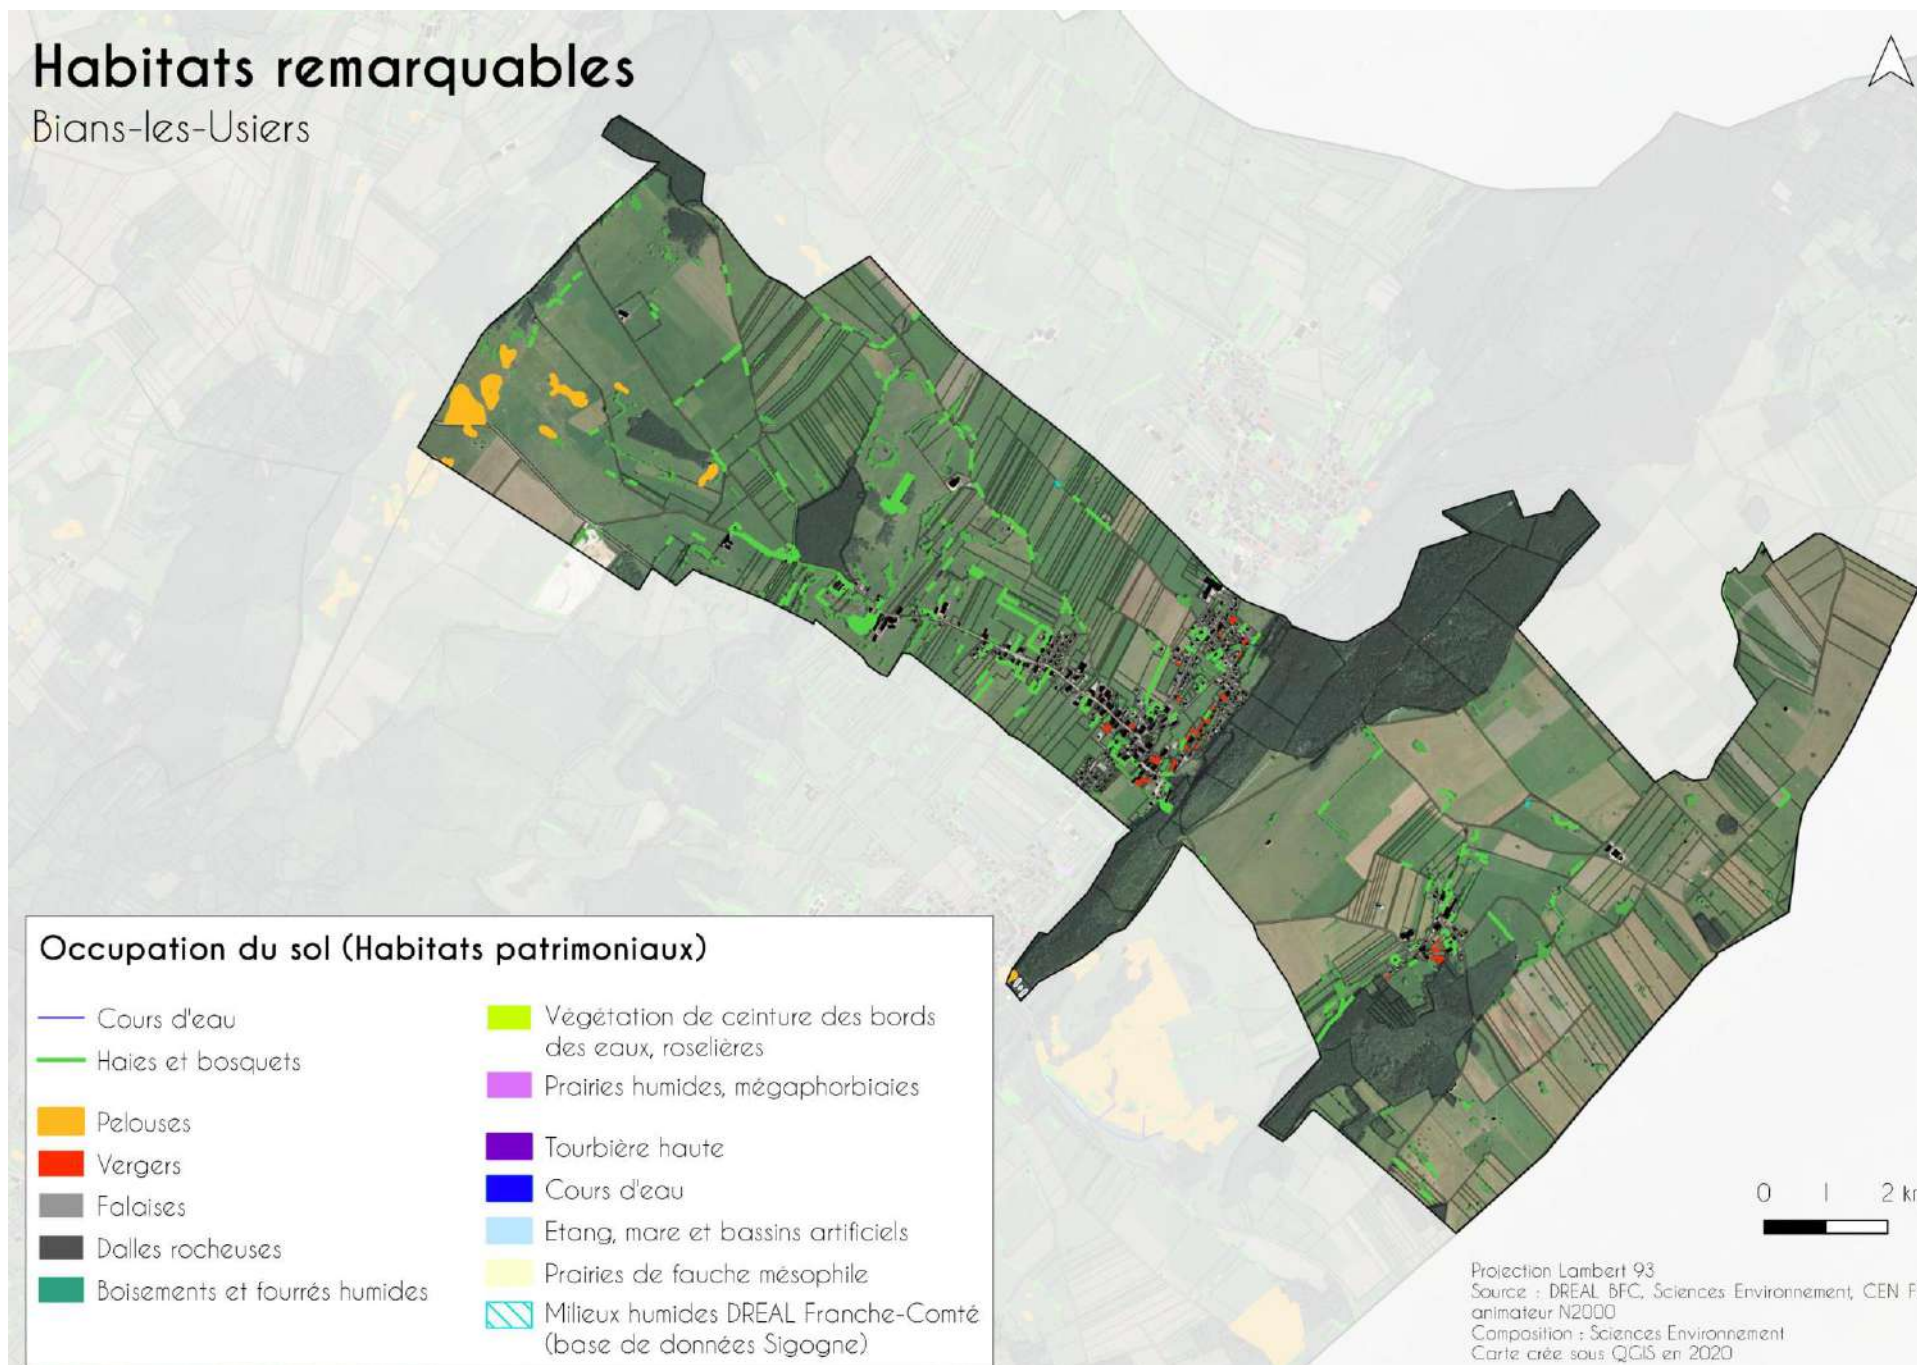 Habitats remarquables
Bians-les-Usiers
Occupation du sol (Habitats patrimoniaux)
Cours d'eau
Haies et bosquets
Pelouses
Vergers
Falaises
Dalles rocheuses
Boisements et fourrés humides
Végétation de ceinture des bords
des eaux, roselières
Prairies humides, mégaphorbiaies
Tourbière haute
Cours d'eau
Etang, mare et bassins artificiels
Prairies de fauche mésophile
Milieux humides DREAL Franche-Comté
(base de données Sigogne)
0 1 2 k
Projection Lambert 93
Source : DREAL BFC, Sciences Environnement, CEN F
animateur N2000
Composition : Sciences Environnement
Carte crée sous QGIS en 2020